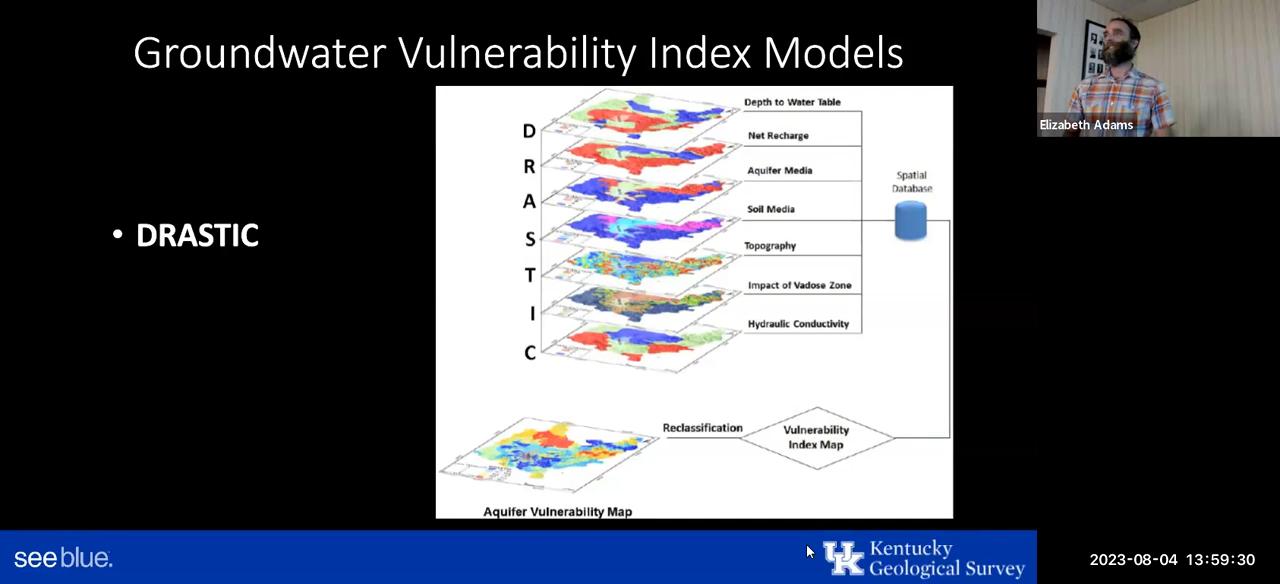 Groundwater Vulnerability Index Models
• DRASTIC
D
R
A
S
T
I
C
Depth to Water Table
Net Recharge
Aquifer Media
Soil Media
Topography
Impact of Vadose Zone
Hydraulic Conductivity
Spatial
Database
Reclassification
Vulnerability
Index Map
Aquifer Vulnerability Map
Elizabeth Adams
see blue.
UK
Kentucky
Geological Survey
2023-08-04 13:59:30